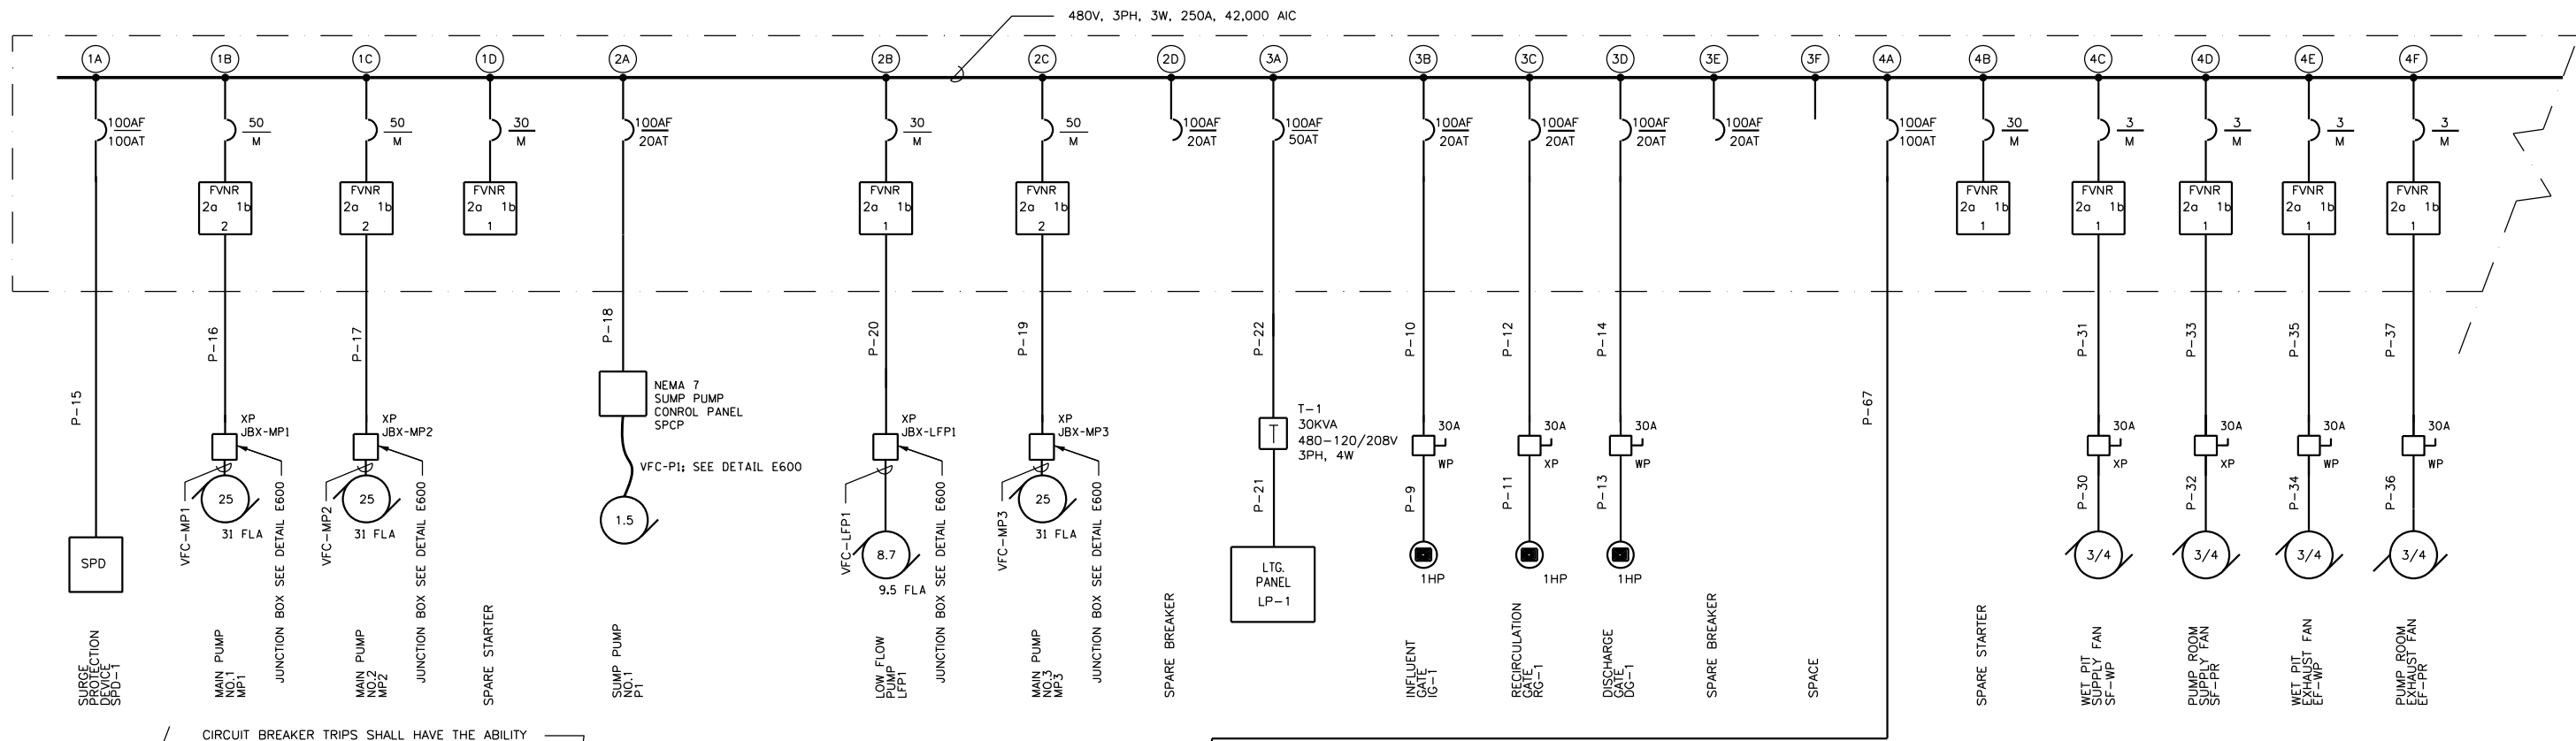 480V, 3PH, 3W, 250A, 42,000 AIC
1A
1B
1C
1D
2A
2B
2C
2D
3A
3B
3C
3D
3E
3F
4A
4B
4C
4D
4E
4F
100AF
100AT
50
M
50
M
30
M
100AF
20AT
30
M
50
M
100AF
20AT
100AF
50AT
100AF
20AT
100AF
20AT
100AF
20AT
100AF
20AT
100AF
100AT
30
M
3
M
3
M
3
M
3
M
FVNR
2a 1b
2
FVNR
2a 1b
2
FVNR
2a 1b
1
FVNR
2a 1b
1
FVNR
2a 1b
2
FVNR
2a 1b
1
FVNR
2a 1b
1
FVNR
2a 1b
1
FVNR
2a 1b
1
FVNR
2a 1b
1
P-15
P-16
P-17
P-18
P-20
P-19
P-22
P-10
P-12
P-14
P-67
P-31
P-33
P-35
P-37
XP
JBX-MP1
XP
JBX-MP2
NEMA 7
SUMP PUMP
CONROL PANEL
SPCP
XP
JBX-LFP1
XP
JBX-MP3
T
T-1
30KVA
480-120/208V
3PH, 4W
30A
WP
30A
XP
30A
WP
30A
XP
30A
XP
30A
WP
30A
WP
VFC-MP1
25
31 FLA
JUNCTION BOX SEE DETAIL E600
VFC-MP2
25
31 FLA
JUNCTION BOX SEE DETAIL E600
VFC-P1; SEE DETAIL E600
1.5
VFC-LFP1
8.7
9.5 FLA
JUNCTION BOX SEE DETAIL E600
VFC-MP3
25
31 FLA
JUNCTION BOX SEE DETAIL E600
P-21
P-9
P-11
P-13
P-30
P-32
P-34
P-36
SPD
LTG.
PANEL
LP-1
1HP
1HP
1HP
3/4
3/4
3/4
3/4
SURGE
PROTECTION
DEVICE
SPD-1
MAIN PUMP
NO.1
MP1
MAIN PUMP
NO.2
MP2
SPARE STARTER
SUMP PUMP
NO.1
P1
LOW FLOW
PUMP
LFP1
MAIN PUMP
NO.3
MP3
SPARE BREAKER
INFLUENT
GATE
IG-1
RECIRCULATION
GATE
RG-1
DISCHARGE
GATE
DG-1
SPARE BREAKER
SPACE
SPARE STARTER
WET PIT
SUPPLY FAN
SF-WP
PUMP ROOM
SUPPLY FAN
SF-PR
WET PIT
EXHAUST FAN
EF-WP
PUMP ROOM
EXHAUST FAN
EF-PR
CIRCUIT BREAKER TRIPS SHALL HAVE THE ABILITY